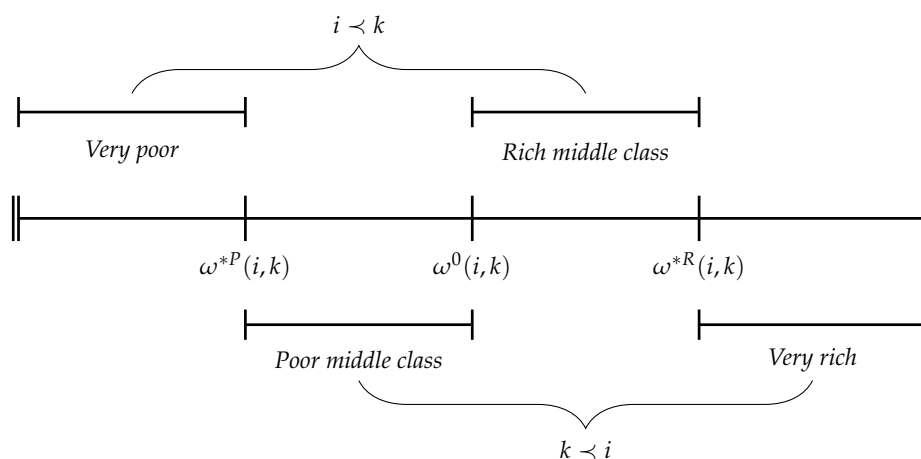 i ≺ k
Very poor
Rich middle class
ω*P(i, k)
ω0(i, k)
ω*R(i, k)
Poor middle class
Very rich
k ≺ i